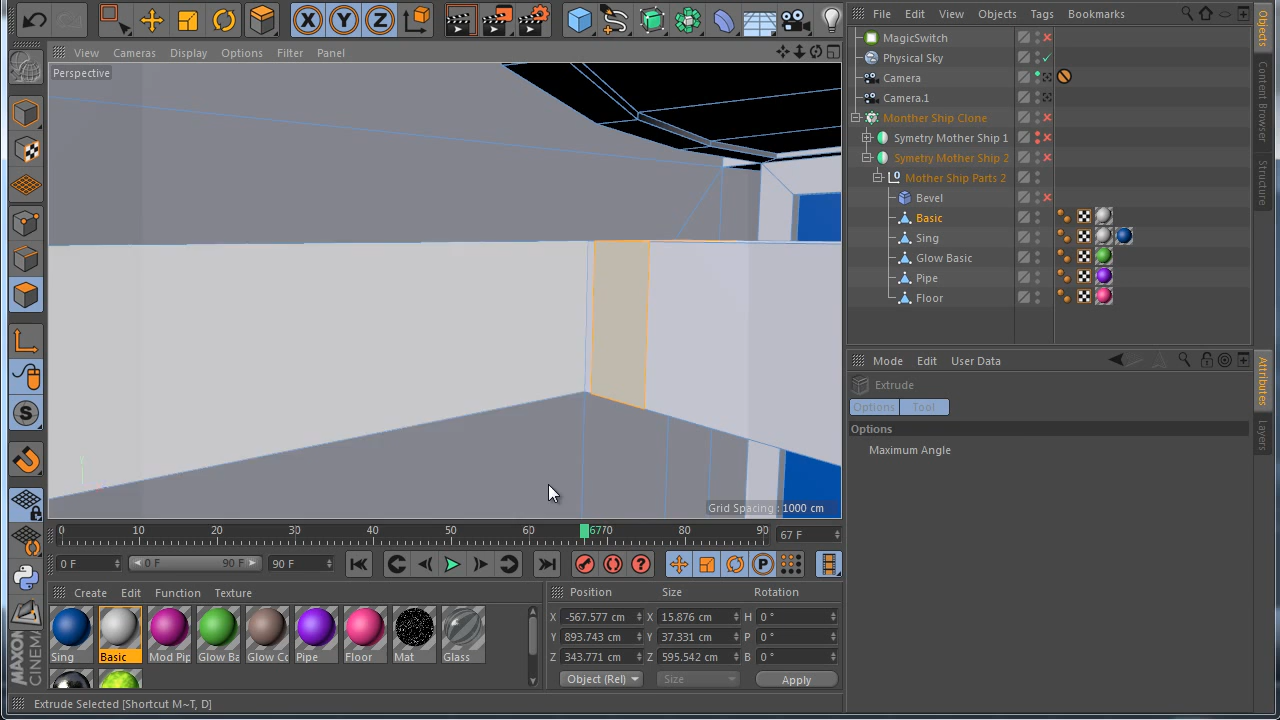 File Edit View Objects Tags Bookmarks
View Cameras Display Options Filter Panel
Perspective
MagicSwitch
Physical Sky
Camera
Camera.1
Monther Ship Clone
Symetry Mother Ship 1
Symetry Mother Ship 2
Mother Ship Parts 2
Bevel
Basic
Sing
Glow Basic
Pipe
Floor
Objects
Content Browser
Structure
Mode Edit User Data
Extrude
Options Tool
Options
Maximum Angle
Attributes
Layers
Grid Spacing : 1000 cm
0 10 20 30 40 50 60 6770 80 90 67 F
0 F 0 F 90 F 90 F
Create Edit Function Texture
Sing Basic Mod Pip Glow Ba Glow Co Pipe Floor Mat Glass
Position Size Rotation
X -567.577 cm X 15.876 cm H 0 °
Y 893.743 cm Y 37.331 cm P 0 °
Z 343.771 cm Z 595.542 cm B 0 °
Object (Rel) Size Apply
MAXON CINEMA
Extrude Selected [Shortcut M~T, D]